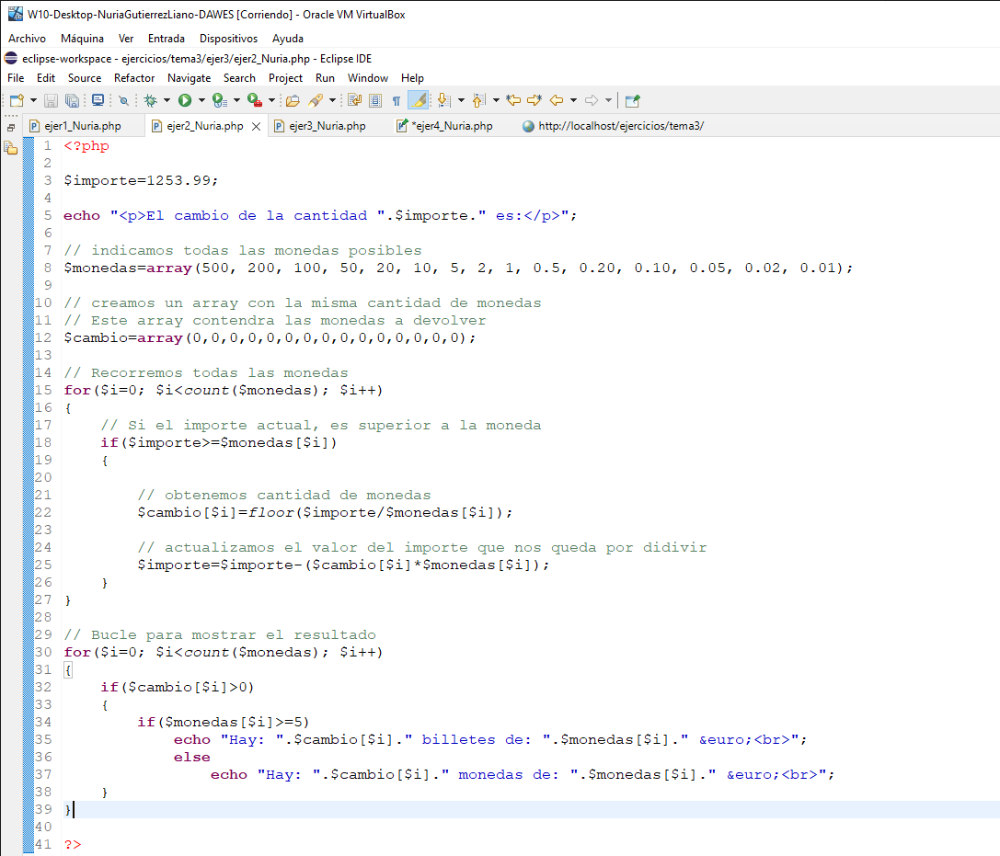 W10-Desktop-NuriaGutierrezLiano-DAWES [Corriendo] - Oracle VM VirtualBox
Archivo Máquina Ver Entrada Dispositivos Ayuda
eclipse-workspace - ejercicios/tema3/ejer3/ejer2_Nuria.php - Eclipse IDE
File Edit Source Refactor Navigate Search Project Run Window Help
ejer1_Nuria.php ejer2_Nuria.php ejer3_Nuria.php *ejer4_Nuria.php http://localhost/ejercicios/tema3/
1 <?php
2
3 $importe=1253.99;
4
5 echo "<p>El cambio de la cantidad ".$importe." es:</p>";
6
7 // indicamos todas las monedas posibles
8 $monedas=array(500, 200, 100, 50, 20, 10, 5, 2, 1, 0.5, 0.20, 0.10, 0.05, 0.02, 0.01);
9
10 // creamos un array con la misma cantidad de monedas
11 // Este array contendra las monedas a devolver
12 $cambio=array(0,0,0,0,0,0,0,0,0,0,0,0,0,0,0);
13
14 // Recorremos todas las monedas
15 for($i=0; $i<count($monedas); $i++)
16 {
17     // Si el importe actual, es superior a la moneda
18     if($importe>=$monedas[$i])
19     {
20
21         // obtenemos cantidad de monedas
22         $cambio[$i]=floor($importe/$monedas[$i]);
23
24         // actualizamos el valor del importe que nos queda por didivir
25         $importe=$importe-($cambio[$i]*$monedas[$i]);
26     }
27 }
28
29 // Bucle para mostrar el resultado
30 for($i=0; $i<count($monedas); $i++)
31 {
32     if($cambio[$i]>0)
33     {
34         if($monedas[$i]>=5)
35             echo "Hay: ".$cambio[$i]." billetes de: ".$monedas[$i]." &euro;<br>";
36             else
37                 echo "Hay: ".$cambio[$i]." monedas de: ".$monedas[$i]." &euro;<br>";
38     }
39 }
40
41 ?>